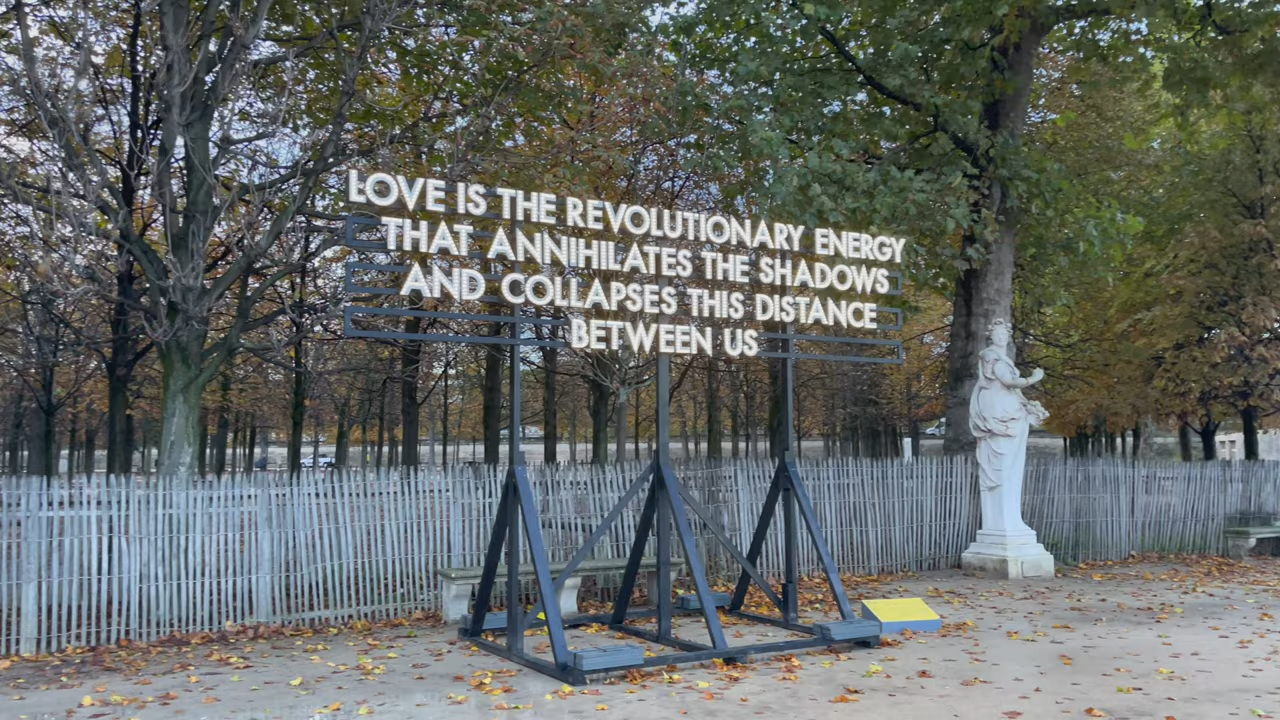 LOVE IS THE REVOLUTIONARY ENERGY
THAT ANNIHILATES THE SHADOWS
AND COLLAPSES THIS DISTANCE
BETWEEN US